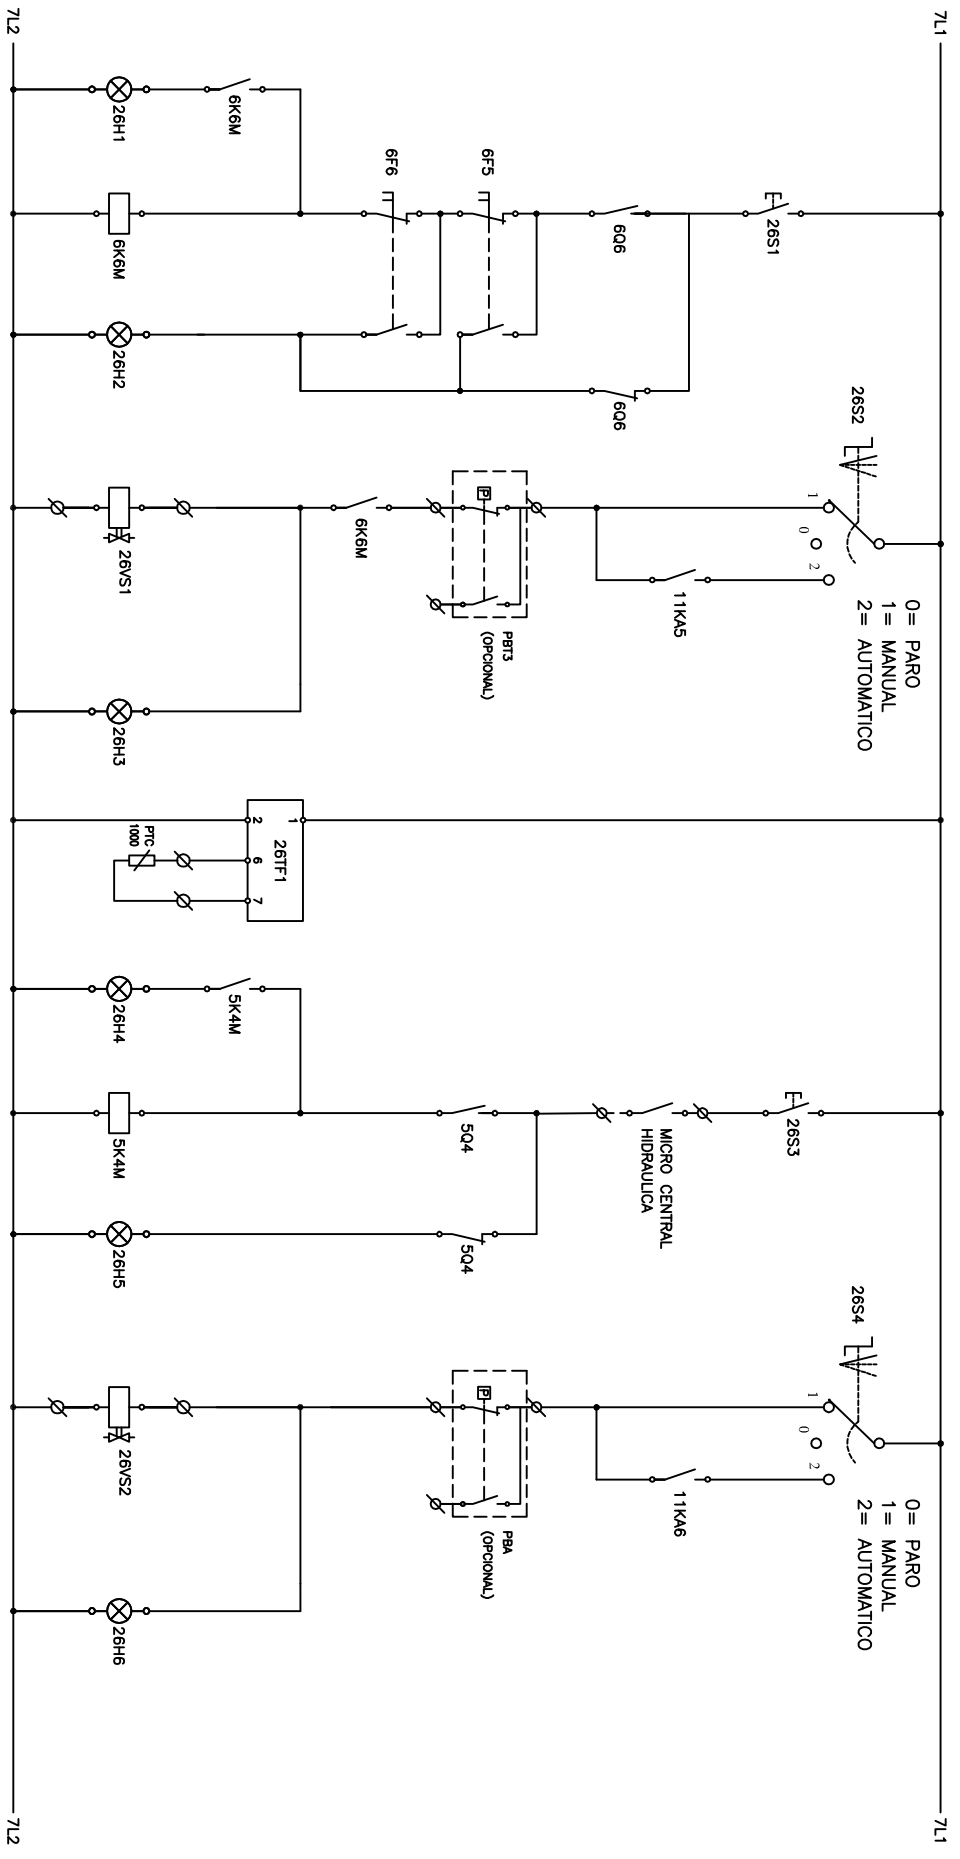 7L1
7L1
26S1
26S2
1
0
2
0= PARO
1= MANUAL
2= AUTOMATICO
26S3
26S4
1
0
2
0= PARO
1= MANUAL
2= AUTOMATICO
6Q6
6Q6
11KA5
MICRO CENTRAL
HIDRAULICA
11KA6
6F5
6F6
P
PBT3
(OPCIONAL)
5Q4
5Q4
P
PBA
(OPCIONAL)
6K6M
6K6M
1
26TF1
2
6
7
PTC
1000
5K4M
26H1
6K6M
26H2
26VS1
26H3
26H4
5K4M
26H5
26VS2
26H6
7L2
7L2